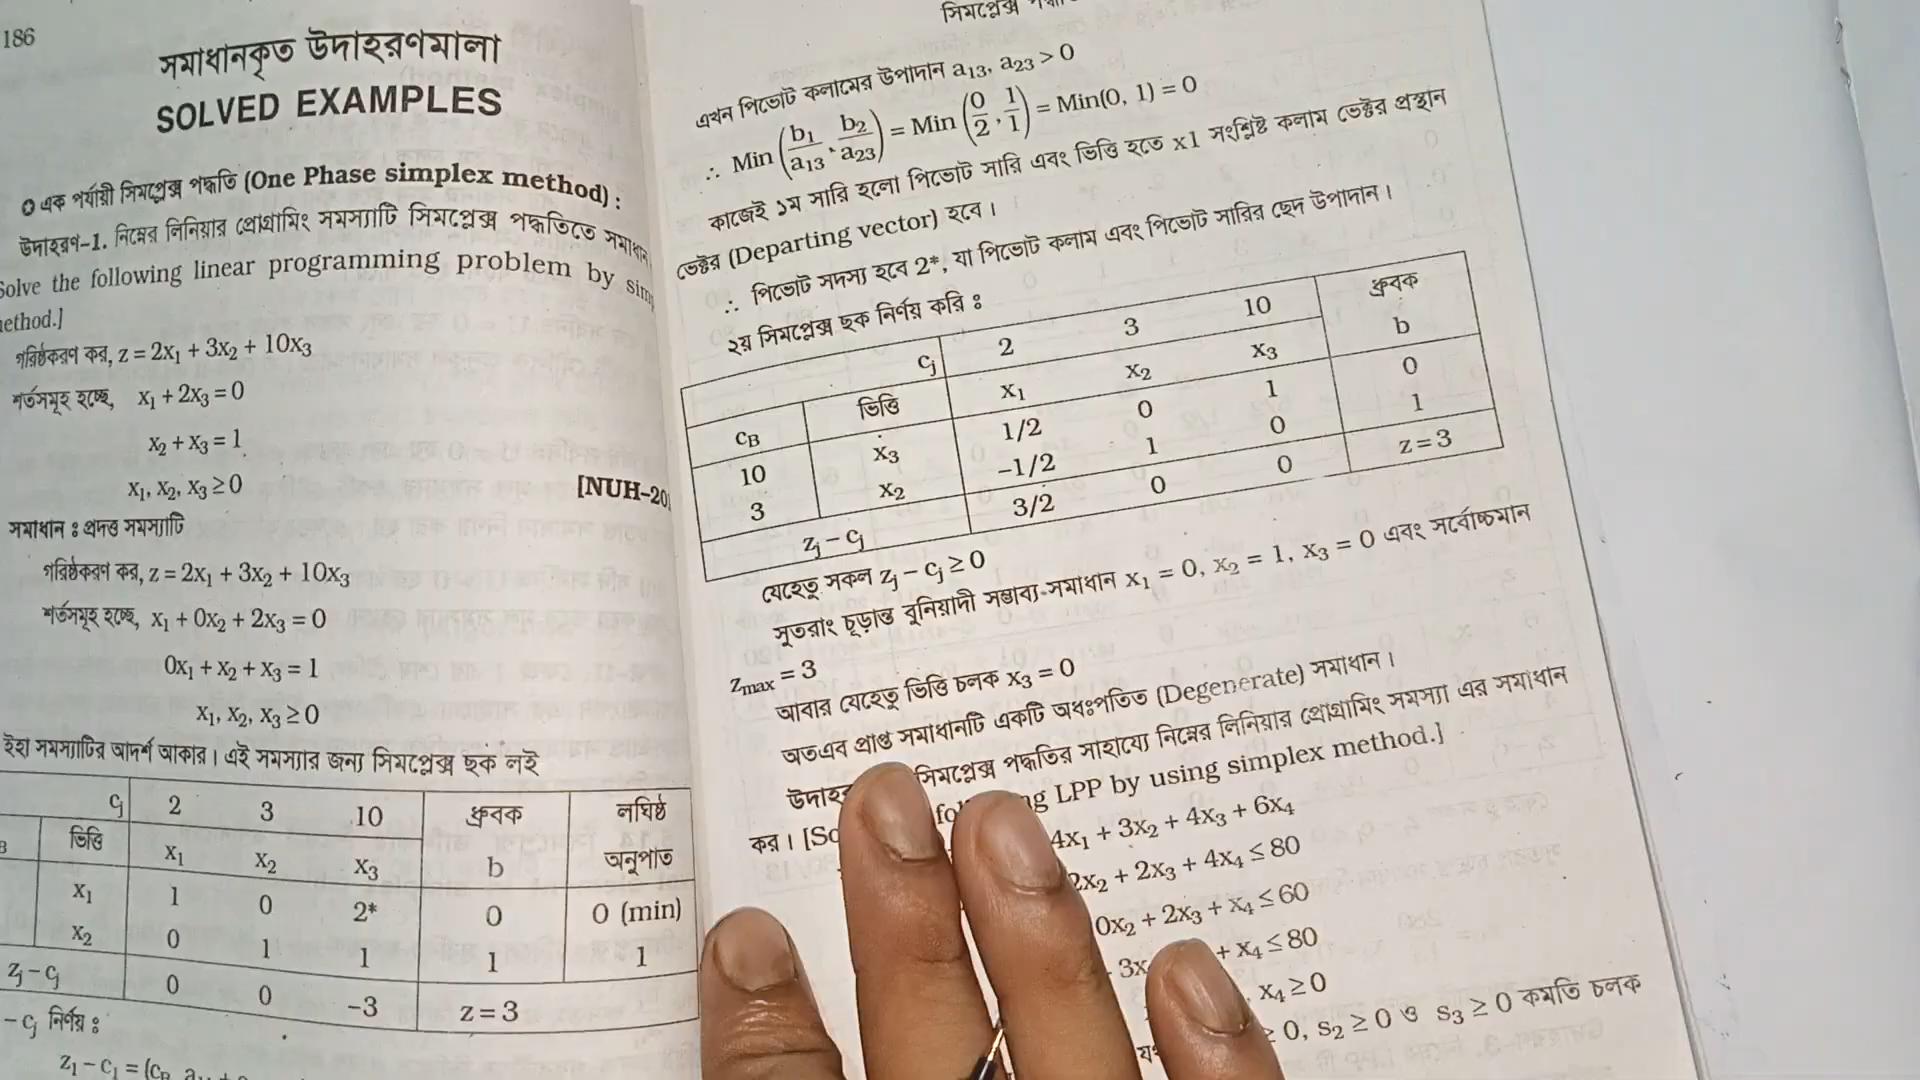 186
সমাধানকৃত উদাহরণমালা
SOLVED EXAMPLES
এক পর্যায়ী সিমপ্লেক্স পদ্ধতি (One Phase simplex method) :
উদাহরণ-1. নিম্নের লিনিয়ার প্রোগ্রামিং সমস্যাটি সিমপ্লেক্স পদ্ধতিতে সমাধান
Solve the following linear programming problem by
ethod.]
গরিষ্ঠকরণ কর, z = 2x₁ + 3x₂ + 10x₃
শর্তসমূহ হচ্ছে, x₁ + 2x₃ = 0
x₂ + x₃ = 1
x₁, x₂, x₃ ≥ 0
[NUH-20
সমাধান ঃ প্রদত্ত সমস্যাটি
গরিষ্ঠকরণ কর, z = 2x₁ + 3x₂ + 10x₃
শর্তসমূহ হচ্ছে, x₁ + 0x₂ + 2x₃ = 0
0x₁ + x₂ + x₃ = 1
x₁, x₂, x₃ ≥ 0
ইহা সমস্যাটির আদর্শ আকার। এই সমস্যার জন্য সিমপ্লেক্স ছক লই
cⱼ 2 3 10 ধ্রুবক লঘিষ্ঠ
B ভিত্তি x₁ x₂ x₃ b অনুপাত
x₁ 1 0 2* 0 0 (min)
x₂ 0 1 1 1 1
zⱼ – cⱼ 0 0 –3 z = 3
– cⱼ নির্ণয় ঃ
z₁ – c₁ = (c_B
এখন পিভোট কলামের উপাদান a₁₃, a₂₃ > 0
∴ Min (b₁/a₁₃, b₂/a₂₃) = Min (0/2, 1/1) = Min(0, 1) = 0
কাজেই ১ম সারি হলো পিভোট সারি এবং ভিত্তি হতে x1 সংশ্লিষ্ট কলাম ভেক্টর প্রস্থান
ভেক্টর (Departing vector) হবে।
∴ পিভোট সদস্য হবে 2*, যা পিভোট কলাম এবং পিভোট সারির ছেদ উপাদান।
২য় সিমপ্লেক্স ছক নির্ণয় করি ঃ
cⱼ 2 3 10 ধ্রুবক
c_B ভিত্তি x₁ x₂ x₃ b
10 x₃ 1/2 0 1 0
3 x₂ –1/2 1 0 1
zⱼ – cⱼ 3/2 0 0 z = 3
যেহেতু সকল zⱼ – cⱼ ≥ 0
সুতরাং চূড়ান্ত বুনিয়াদী সম্ভাব্য-সমাধান x₁ = 0, x₂ = 1, x₃ = 0 এবং সর্বোচ্চমান
z_max = 3
আবার যেহেতু ভিত্তি চলক x₃ = 0
অতএব প্রাপ্ত সমাধানটি একটি অধঃপতিত (Degenerate) সমাধান।
উদাহর সিমপ্লেক্স পদ্ধতির সাহায্যে নিম্নের লিনিয়ার প্রোগ্রামিং সমস্যা এর সমাধান
কর। [So fo ng LPP by using simplex method.]
4x₁ + 3x₂ + 4x₃ + 6x₄
2x₂ + 2x₃ + 4x₄ ≤ 80
0x₂ + 2x₃ + x₄ ≤ 60
3x + x₄ ≤ 80
x₄ ≥ 0
≥ 0, s₂ ≥ 0 ও s₃ ≥ 0 কমতি চলক